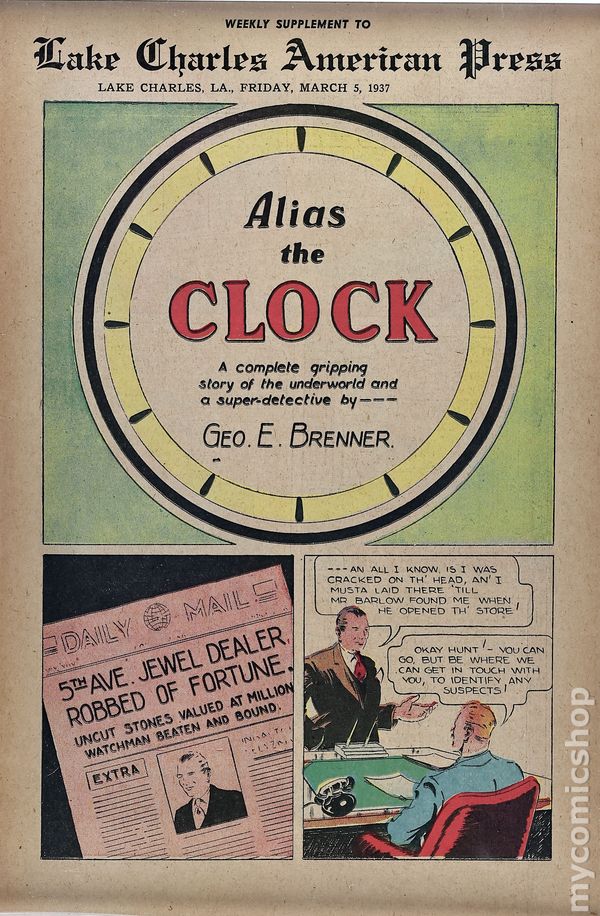 WEEKLY SUPPLEMENT TO
Lake Charles American Press
LAKE CHARLES, LA., FRIDAY, MARCH 5, 1937
Alias
the
CLOCK
A complete gripping
story of the underworld and
a super-detective by---
GEO. E. BRENNER.
DAILY MAIL
5TH AVE. JEWEL DEALER
ROBBED OF FORTUNE.
UNCUT STONES VALUED AT MILLION
WATCHMAN BEATEN AND BOUND.
EXTRA
---AN ALL I KNOW, IS I WAS
CRACKED ON TH' HEAD, AN' I
MUSTA LAID THERE 'TILL
MR BARLOW FOUND ME WHEN
HE OPENED TH' STORE!
OKAY HUNT!- YOU CAN
GO, BUT BE WHERE WE
CAN GET IN TOUCH WITH
YOU, TO IDENTIFY ANY
SUSPECTS!
mycomicshop